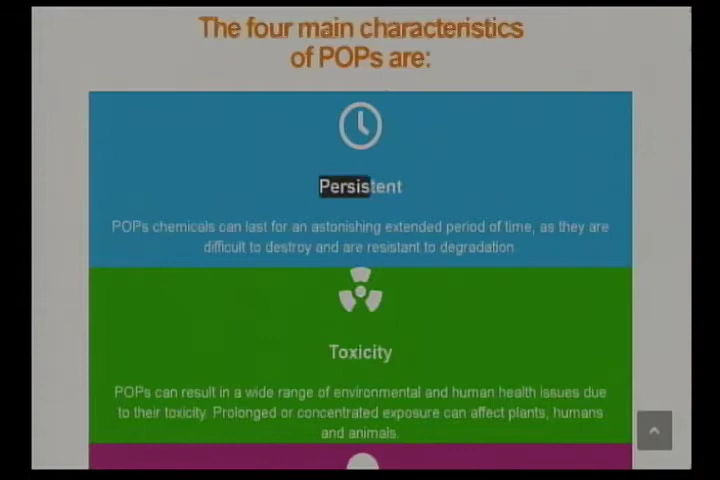 The four main characteristics
of POPs are:
Persistent
POPs chemicals can last for an astonishing extended period of time, as they are
difficult to destroy and are resistant to degradation
Toxicity
POPs can result in a wide range of environmental and human health issues due
to their toxicity. Prolonged or concentrated exposure can affect plants, humans
and animals.